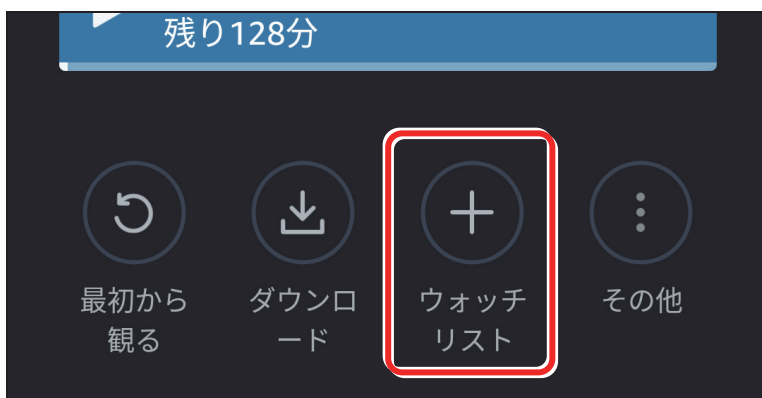 残り128分
最初から
観る
ダウンロ
ード
ウォッチ
リスト
その他